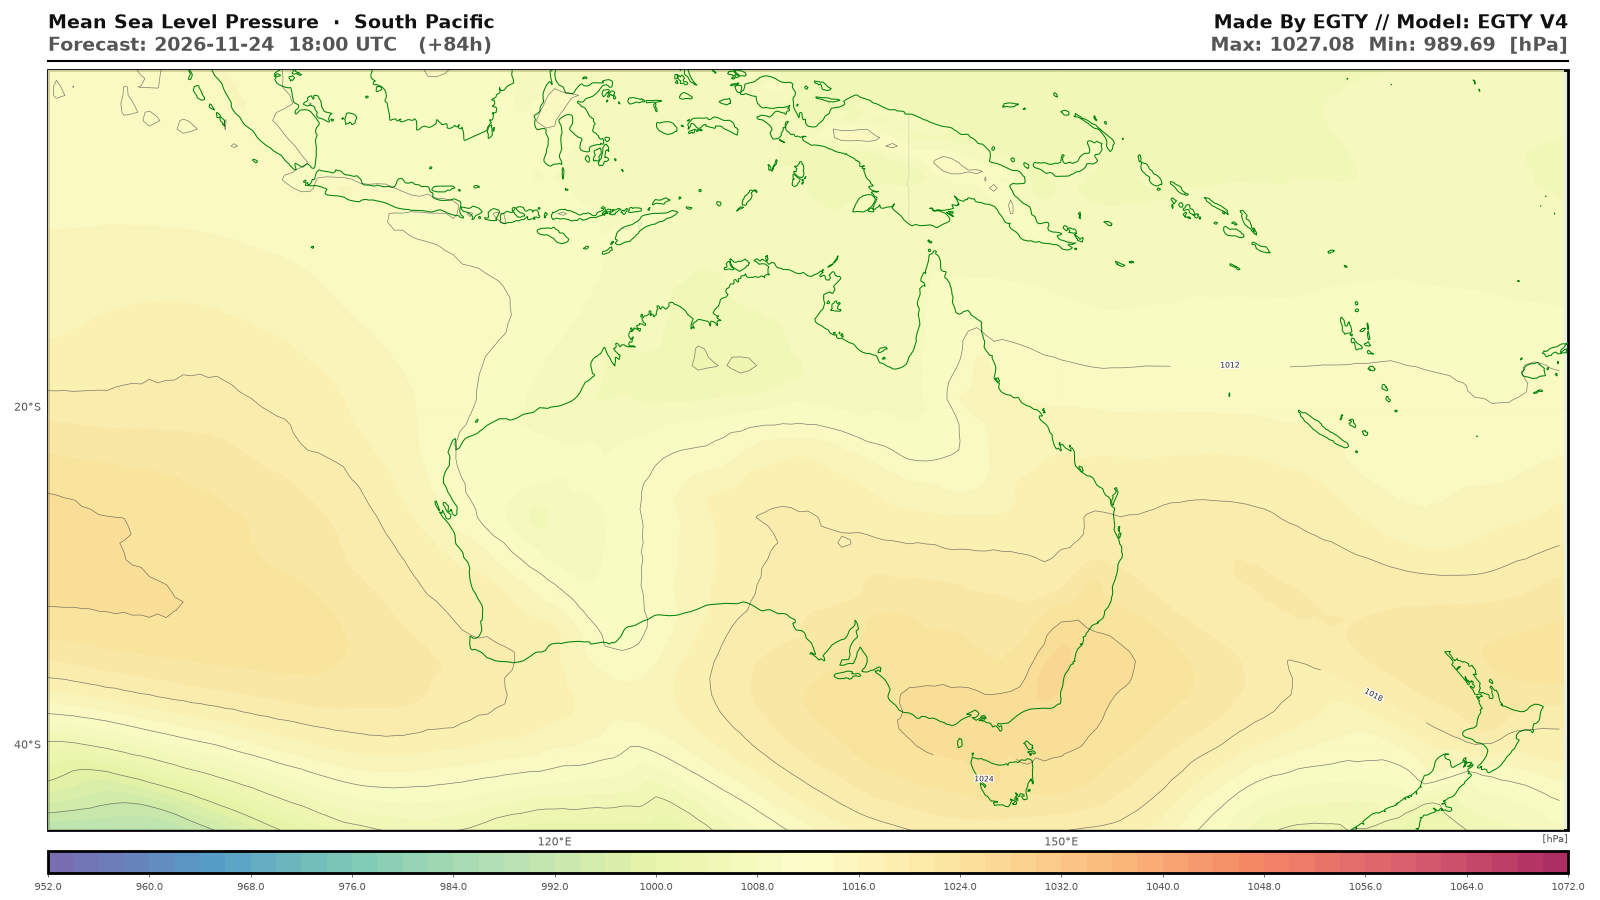 Mean Sea Level Pressure · South Pacific
Made By EGTY // Model: EGTY V4
Forecast: 2026-11-24 18:00 UTC (+84h)
Max: 1027.08 Min: 989.69 [hPa]
1012
20°S
1018
40°S
1024
120°E
150°E
[hPa]
952.0 960.0 968.0 976.0 984.0 992.0 1000.0 1008.0 1016.0 1024.0 1032.0 1040.0 1048.0 1056.0 1064.0 1072.0